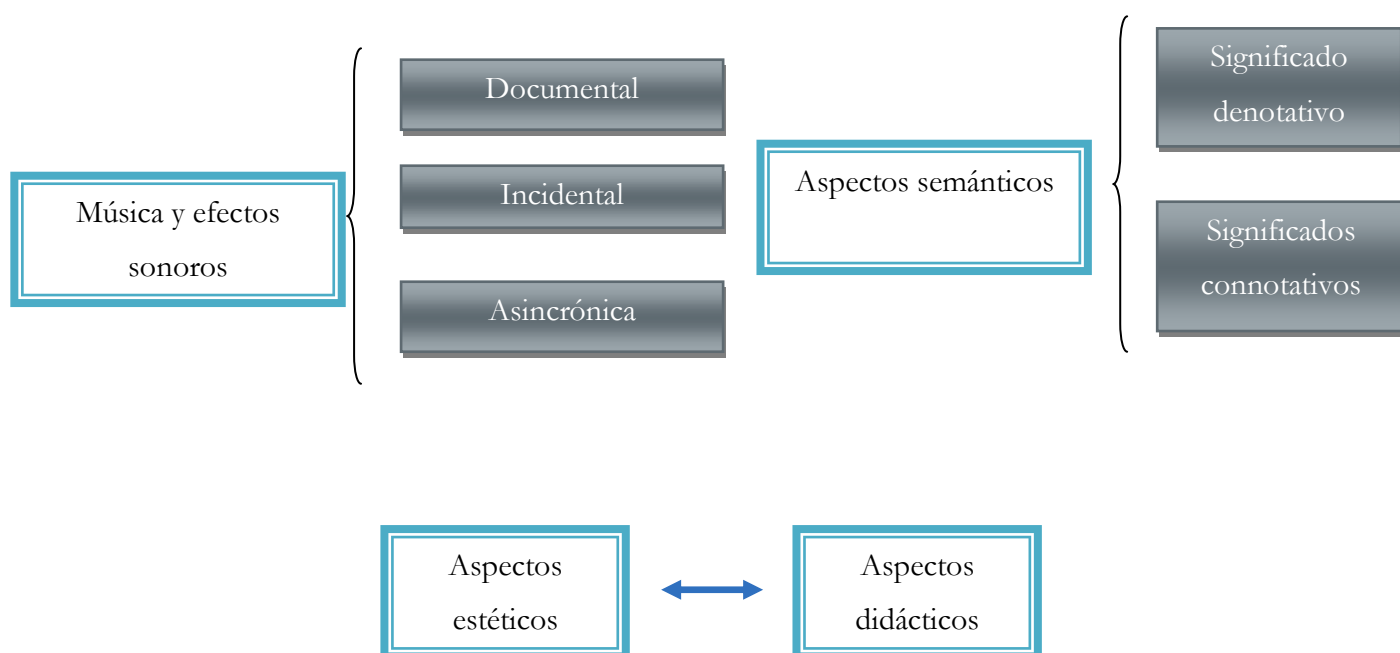 Música y efectos
sonoros
Documental
Incidental
Asincrónica
Aspectos semánticos
Significado
denotativo
Significados
connotativos
Aspectos
estéticos
Aspectos
didácticos